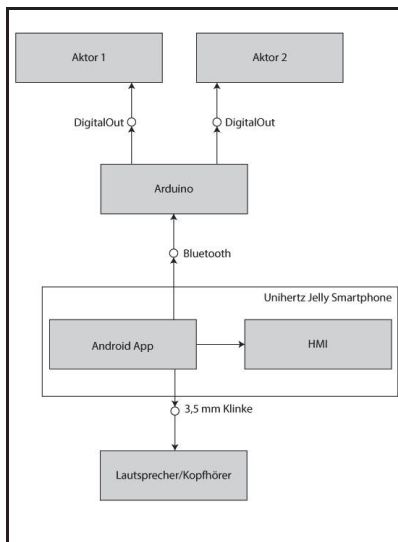 Aktor 1
Aktor 2
DigitalOut
DigitalOut
Arduino
Bluetooth
Unihertz Jelly Smartphone
Android App
HMI
3,5 mm Klinke
Lautsprecher/Kopfhörer